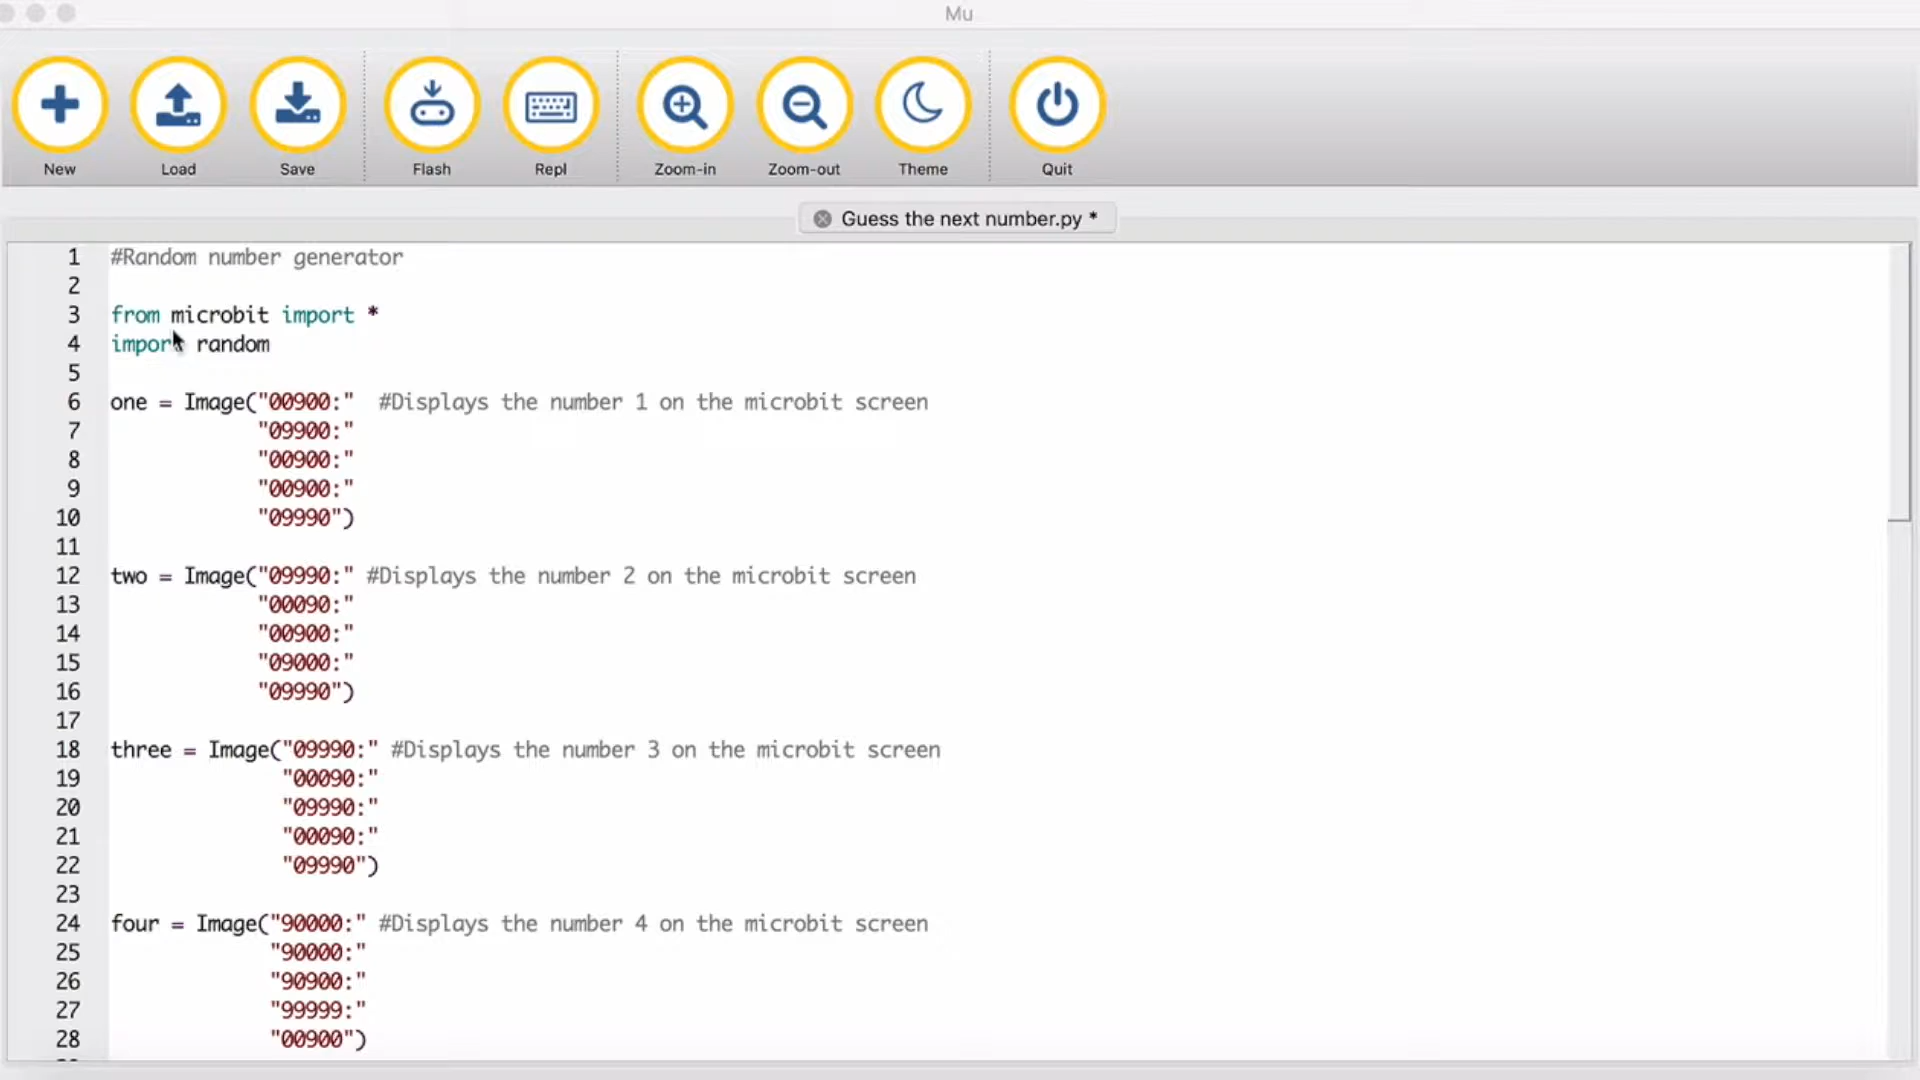 Mu
New Load Save Flash Repl Zoom-in Zoom-out Theme Quit
Guess the next number.py *
1 #Random number generator
2
3 from microbit import *
4 import random
5
6 one = Image("00900:" #Displays the number 1 on the microbit screen
7 "09900:"
8 "00900:"
9 "00900:"
10 "09990")
11
12 two = Image("09990:" #Displays the number 2 on the microbit screen
13 "00090:"
14 "00900:"
15 "09000:"
16 "09990")
17
18 three = Image("09990:" #Displays the number 3 on the microbit screen
19 "00090:"
20 "09990:"
21 "00090:"
22 "09990")
23
24 four = Image("90000:" #Displays the number 4 on the microbit screen
25 "90000:"
26 "90900:"
27 "99999:"
28 "00900")